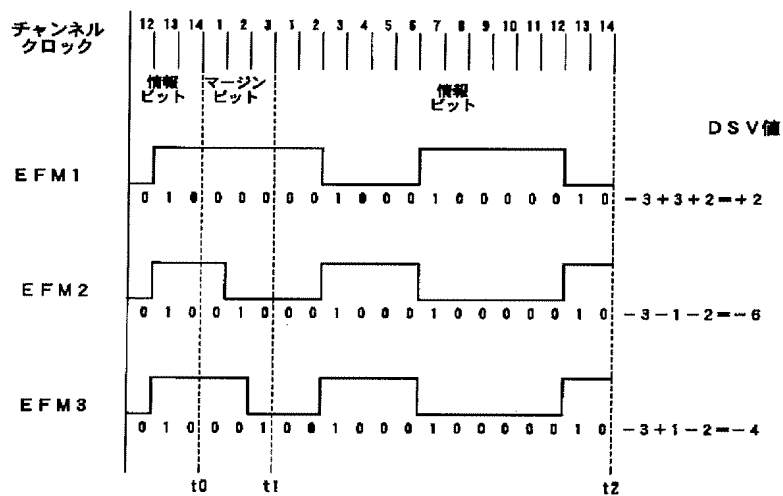 チャンネル
クロック
12 13 14 1 2 3 1 2 3 4 5 6 7 8 9 10 11 12 13 14
情報
ビット
マージン
ビット
情報
ビット
DSV値
EFM1
0 1 0 0 0 0 0 0 1 0 0 0 1 0 0 0 0 0 1 0
-3+3+2=+2
EFM2
0 1 0 0 1 0 0 0 1 0 0 0 1 0 0 0 0 0 1 0
-3-1-2=-6
EFM3
0 1 0 0 0 1 0 0 1 0 0 0 1 0 0 0 0 0 1 0
-3+1-2=-4
t0 t1 t2